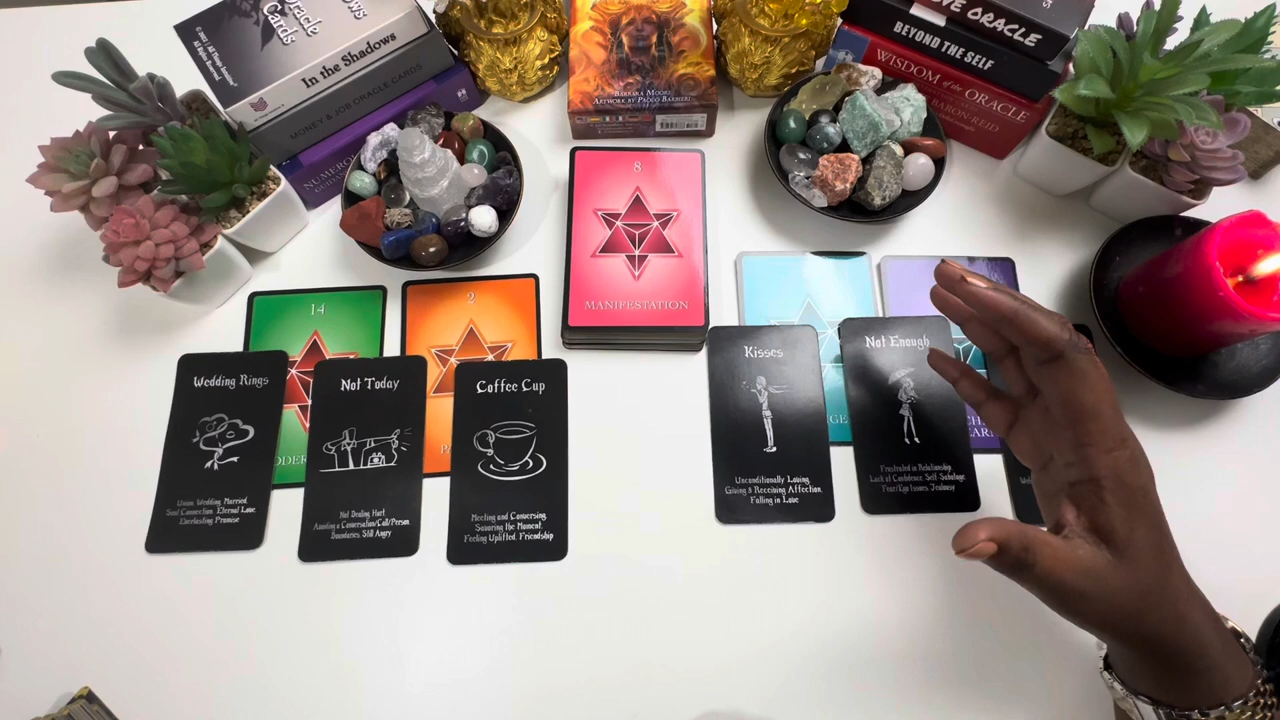 Oracle
Cards
In the Shadows
MONEY & JOB ORACLE CARDS
BARBARA MOORE
ARTWORK BY PAOLO BARBIERI
LOVE ORACLE
BEYOND THE SELF
WISDOM of the
ORACLE
BARON-REID
8
MANIFESTATION
14
2
Wedding Rings
Union, Wedding, Married,
Soul Connection, Eternal Love,
Everlasting Promise
Not Today
Not Dealing, Hurt,
Avoiding a Conversation/Call/Person
Boundaries, Still Angry
Coffee Cup
Meeting and Conversing,
Savoring the Moment,
Feeling Uplifted, Friendship
Kisses
Unconditionally Loving,
Giving & Receiving Affection,
Falling in Love
Not Enough
Frustrated in Relationship,
Lack of Confidence, Self-Sabotage,
Fear/Ego Issues, Jealousy